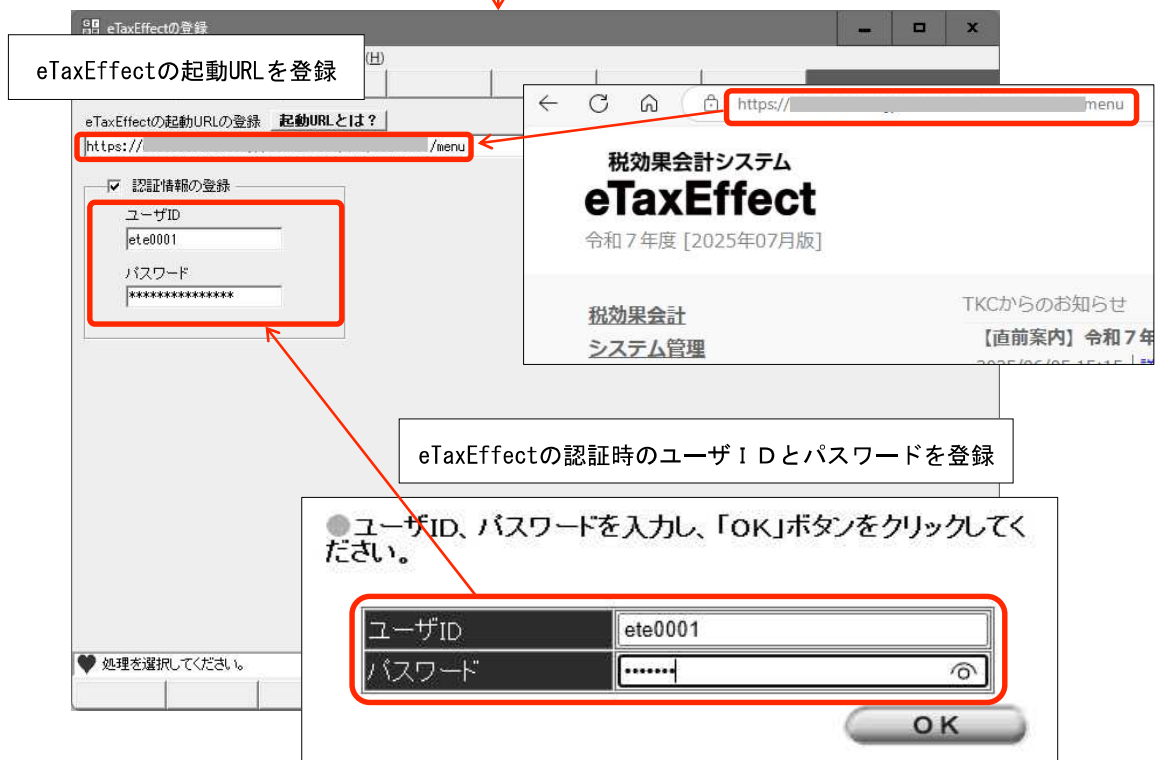 eTaxEffectの登録
eTaxEffectの起動URLを登録
(H)
eTaxEffectの起動URLの登録 起動URLとは？
https:// /menu
認証情報の登録
ユーザID
ete0001
パスワード
***************
https:// menu
税効果会計システム
eTaxEffect
令和７年度 [2025年07月版]
税効果会計
システム管理
TKCからのお知らせ
【直前案内】令和７年
2025/06/05 15:15
eTaxEffectの認証時のユーザＩＤとパスワードを登録
●ユーザID、パスワードを入力し、「OK」ボタンをクリックしてく
ださい。
ユーザID ete0001
パスワード •••••••
OK
処理を選択してください。